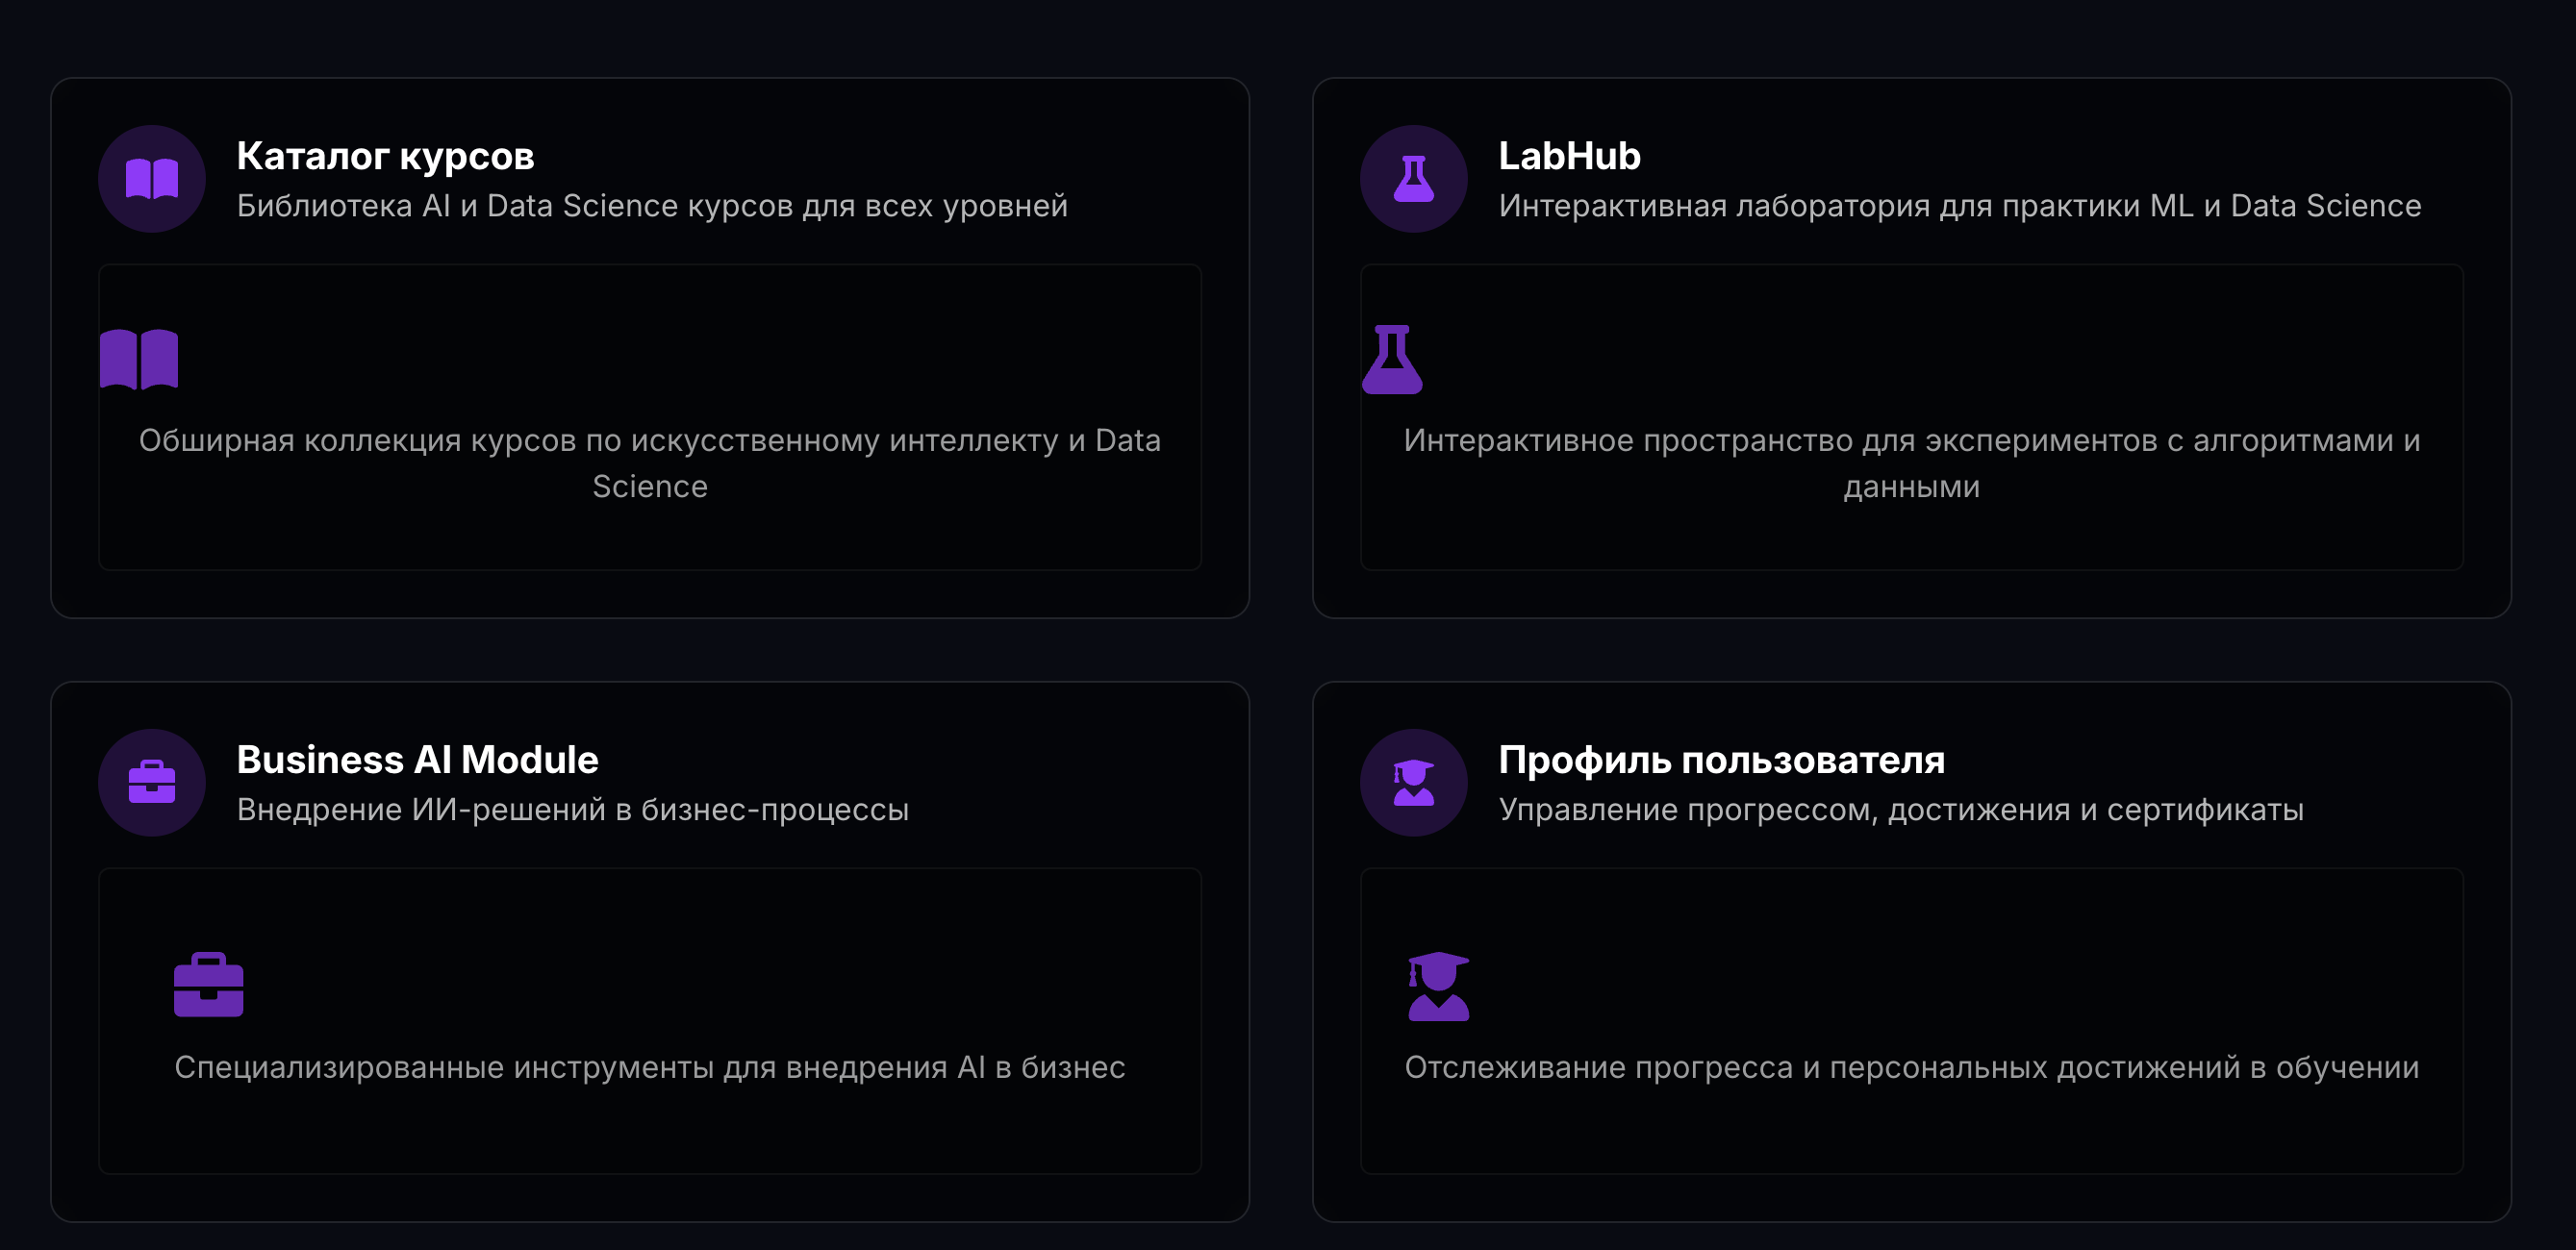 Каталог курсов
Библиотека AI и Data Science курсов для всех уровней
Обширная коллекция курсов по искусственному интеллекту и Data
Science
LabHub
Интерактивная лаборатория для практики ML и Data Science
Интерактивное пространство для экспериментов с алгоритмами и
данными
Business AI Module
Внедрение ИИ-решений в бизнес-процессы
Специализированные инструменты для внедрения AI в бизнес
Профиль пользователя
Управление прогрессом, достижения и сертификаты
Отслеживание прогресса и персональных достижений в обучении